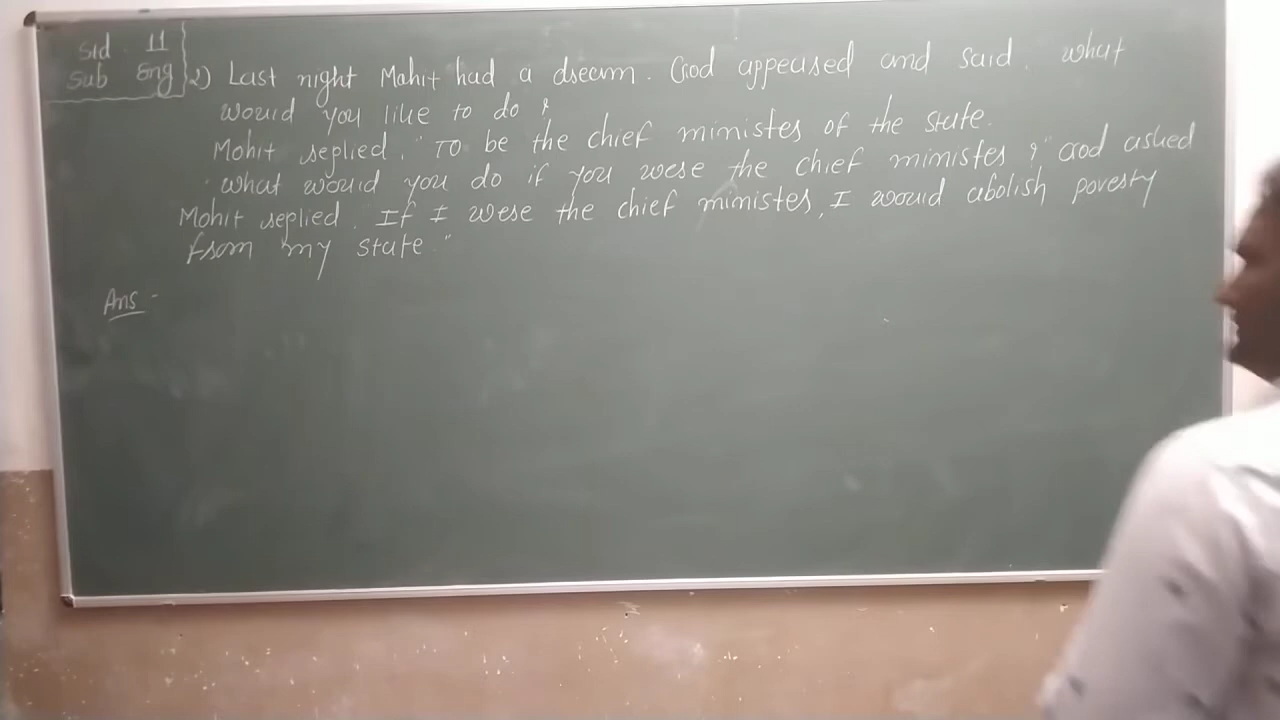 Std 11
Sub Eng
2) Last night Mohit had a dream. God appeared and said. what
would you like to do ?
Mohit replied. "To be the chief minister of the state.
what would you do if you were the chief minister ?" God asked
Mohit replied. If I were the chief minister, I would abolish poverty
from my state."
Ans -